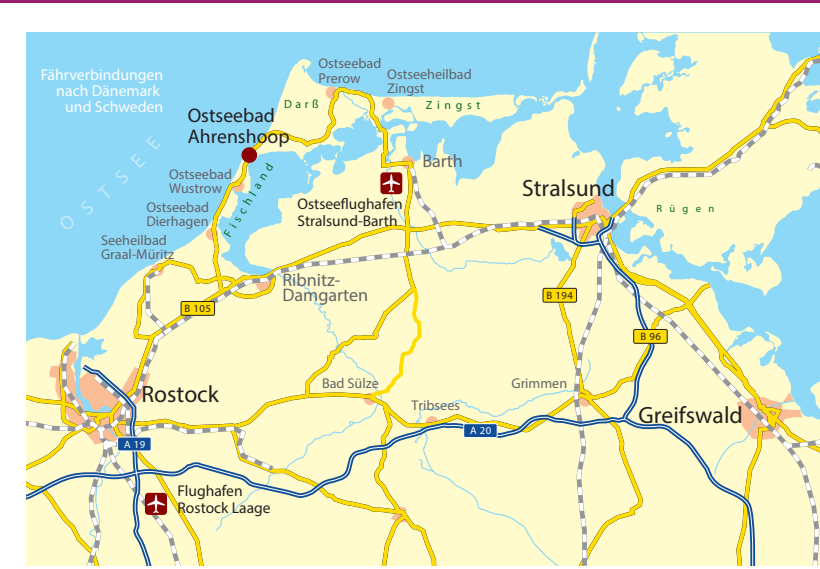 Fährverbindungen
nach Dänemark
und Schweden
Ostseebad
Prerow
Ostseeheilbad
Zingst
Darß
Zingst
Ostseebad
Ahrenshoop
OSTSEE
Barth
Ostseebad
Wustrow
Fischland
Stralsund
Ostseeflughafen
Stralsund-Barth
Ostseebad
Dierhagen
Rügen
Seeheilbad
Graal-Müritz
Ribnitz-
Damgarten
B 105
B 194
B 96
Bad Sülze
Grimmen
Rostock
Tribsees
Greifswald
A 20
A 19
Flughafen
Rostock Laage